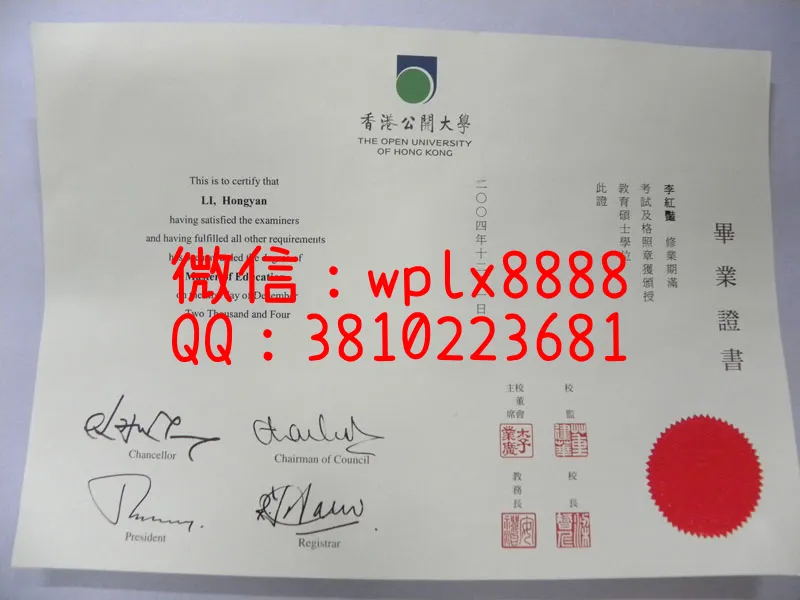 香港公開大學
THE OPEN UNIVERSITY
OF HONG KONG
This is to certify that
LI, Hongyan
having satisfied the examiners
and having fulfilled all other requirements
the degree of
Master of Education
December
Two Thousand and Four
微信：wplx8888
QQ：3810223681
畢業證書
李紅豔 修業期滿
考試及格照章獲頒授
教育碩士學位
此證
二〇〇四年十二月 日
Chancellor
Chairman of Council
President
Registrar
校監
校董會主席
校長
教務長